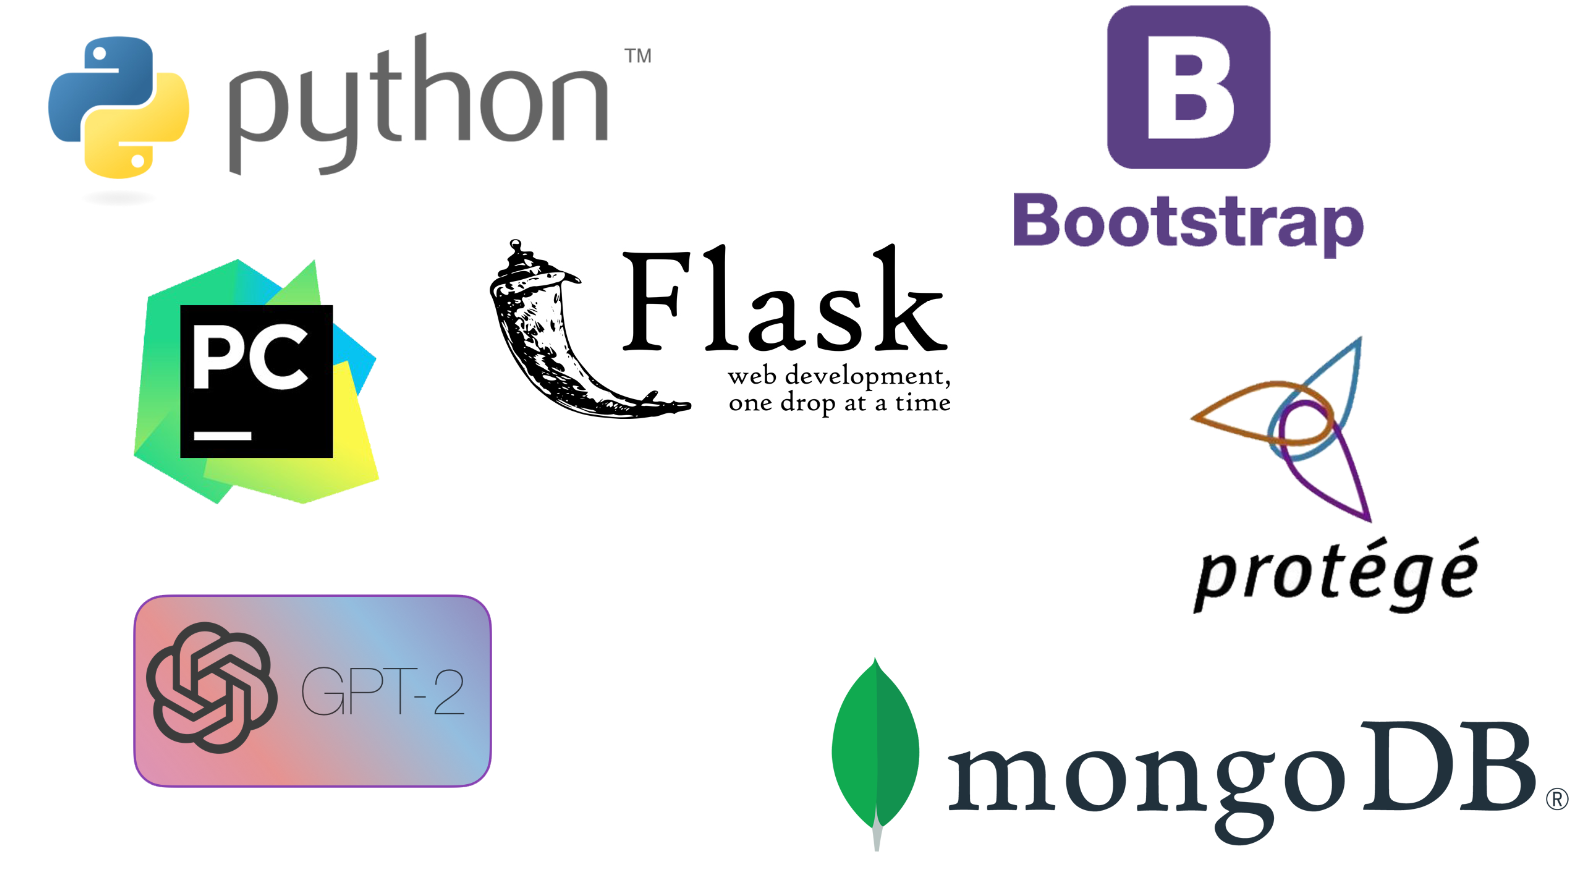 python™
B
Bootstrap
PC
Flask
web development,
one drop at a time
protégé
GPT-2
mongoDB®